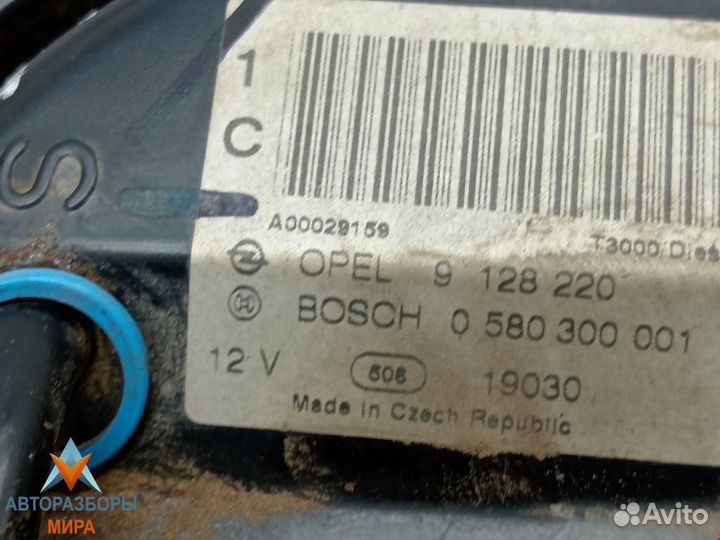 1
C
S
A00029159
T3000 Dies
OPEL 9 128 220
BOSCH 0 580 300 001
12 V 606 19030
Made in Czech Republic
АВТОРАЗБОРЫ
МИРА
Avito